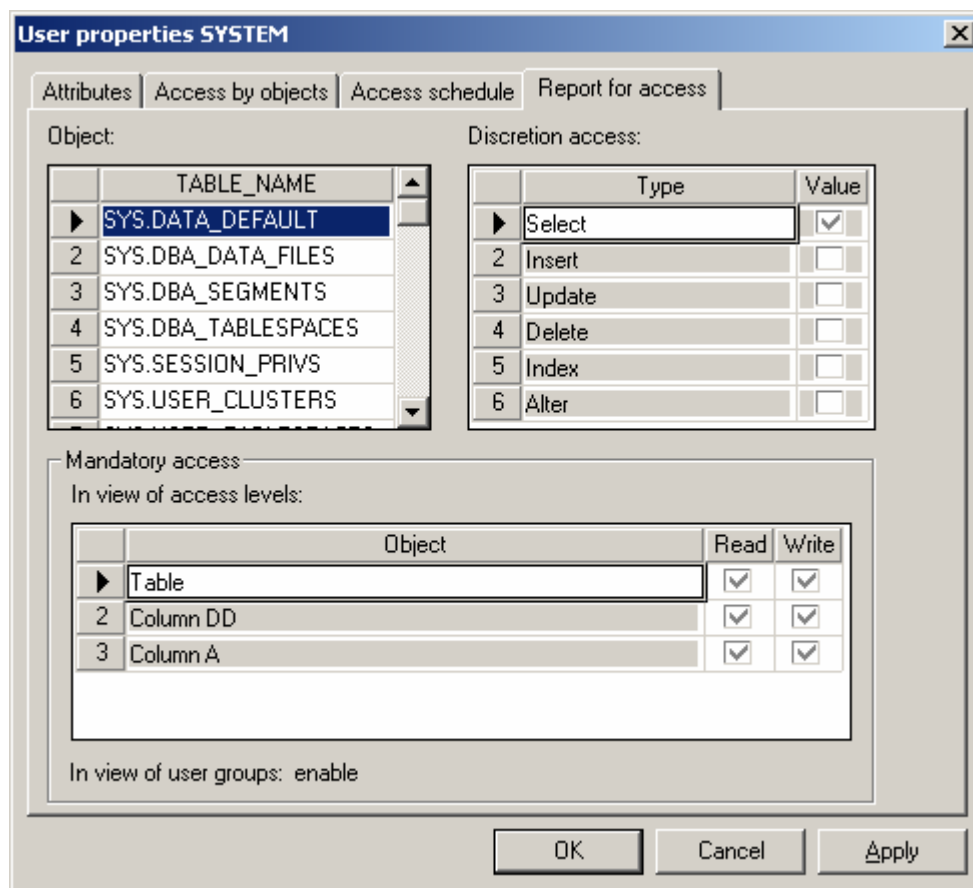 User properties SYSTEM
Attributes Access by objects Access schedule Report for access
Object:
TABLE_NAME
SYS.DATA_DEFAULT
2 SYS.DBA_DATA_FILES
3 SYS.DBA_SEGMENTS
4 SYS.DBA_TABLESPACES
5 SYS.SESSION_PRIVS
6 SYS.USER_CLUSTERS
Discretion access:
Type Value
Select
2 Insert
3 Update
4 Delete
5 Index
6 Alter
Mandatory access
In view of access levels:
Object Read Write
Table
2 Column DD
3 Column A
In view of user groups: enable
OK Cancel Apply